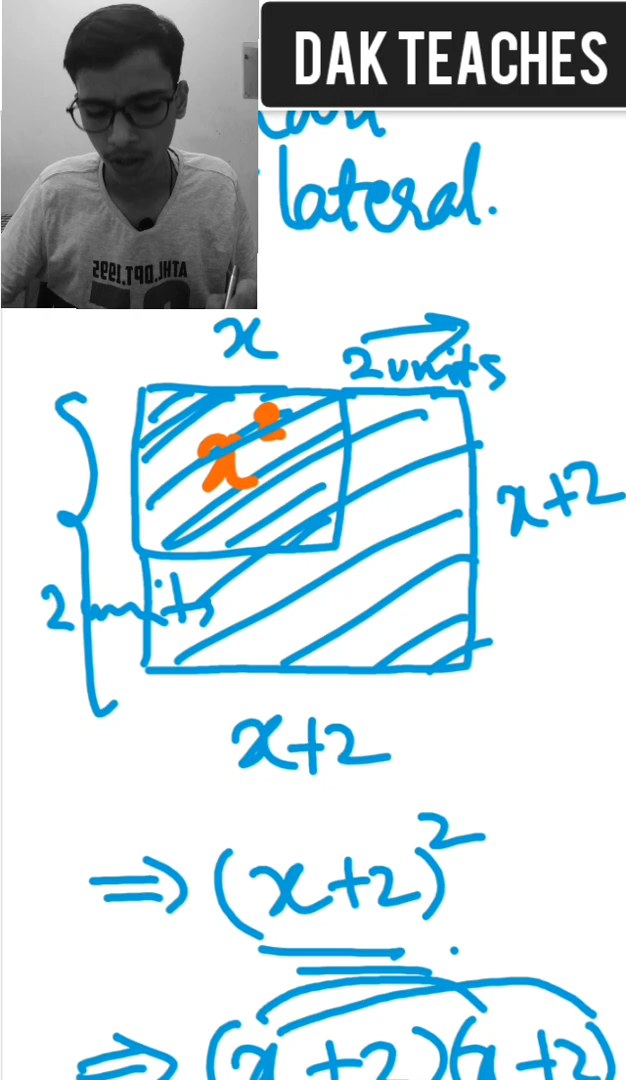 DAK TEACHES
lateral.
x
2 units
x²
x+2
2 units
x+2
⇒ (x+2)²
⇒ (x+2)(x+2)